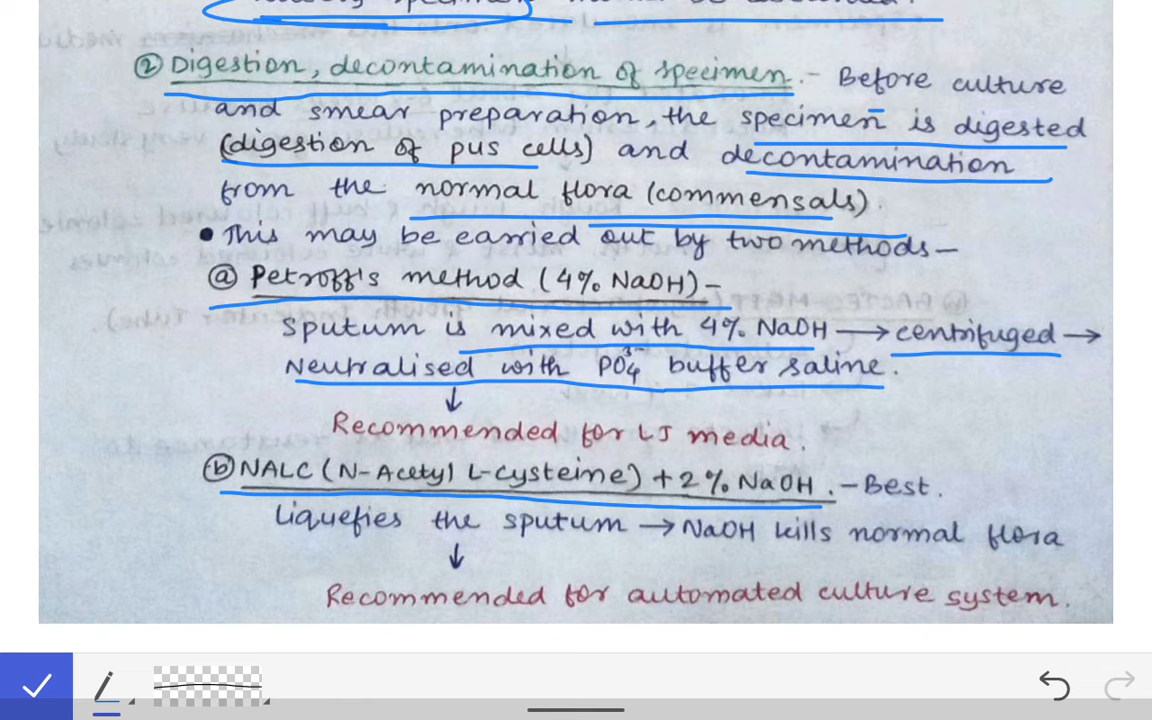 ② Digestion, decontamination of specimen. - Before culture
and smear preparation, the specimen is digested
(digestion of pus cells) and decontamination
from the normal flora (commensals).
• This may be carried out by two methods —
ⓐ Petroff's method (4% NaOH) -
Sputum is mixed with 4% NaOH → centrifuged →
Neutralised with PO₄³⁻ buffer saline.
↓
Recommended for LJ media.
ⓑ NALC (N-Acetyl L-cysteine) + 2% NaOH. - Best.
Liquefies the sputum → NaOH kills normal flora
↓
Recommended for automated culture system.